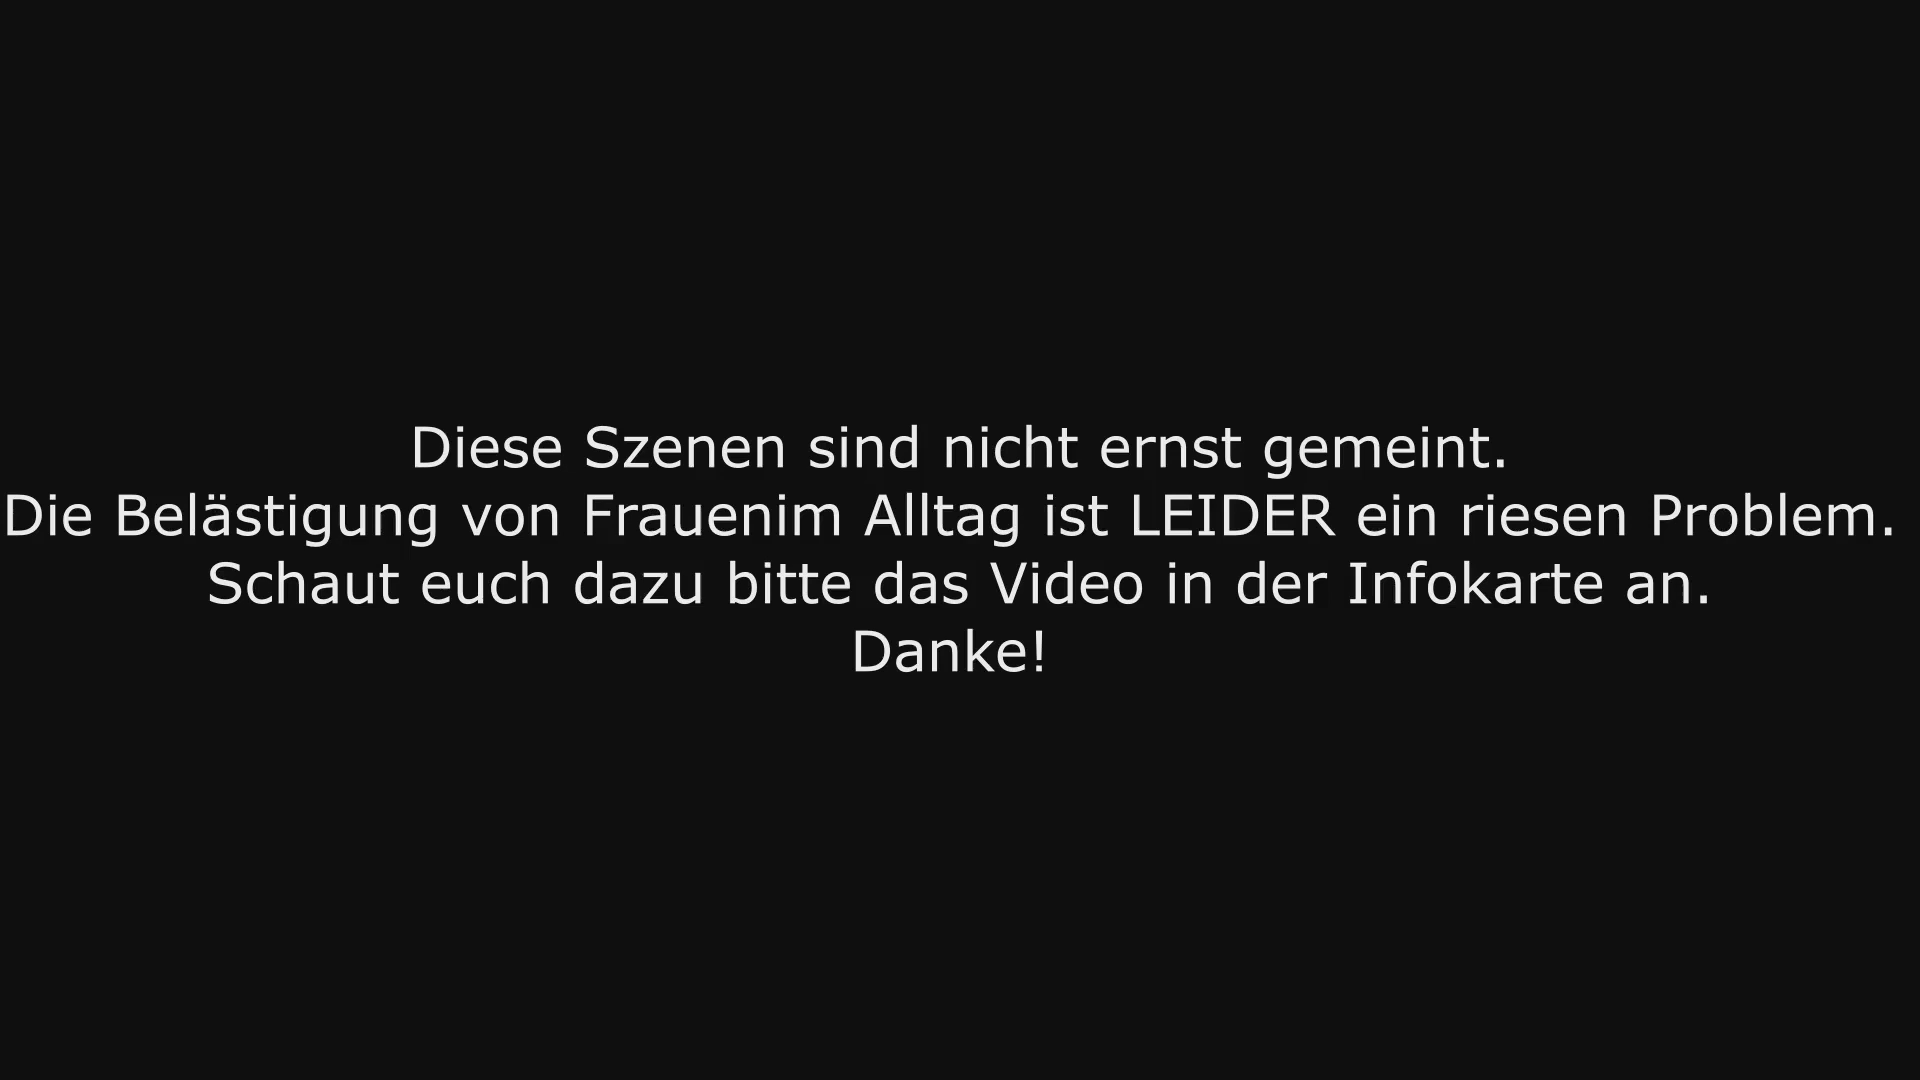 Diese Szenen sind nicht ernst gemeint.
Die Belästigung von Frauenim Alltag ist LEIDER ein riesen Problem.
Schaut euch dazu bitte das Video in der Infokarte an.
Danke!